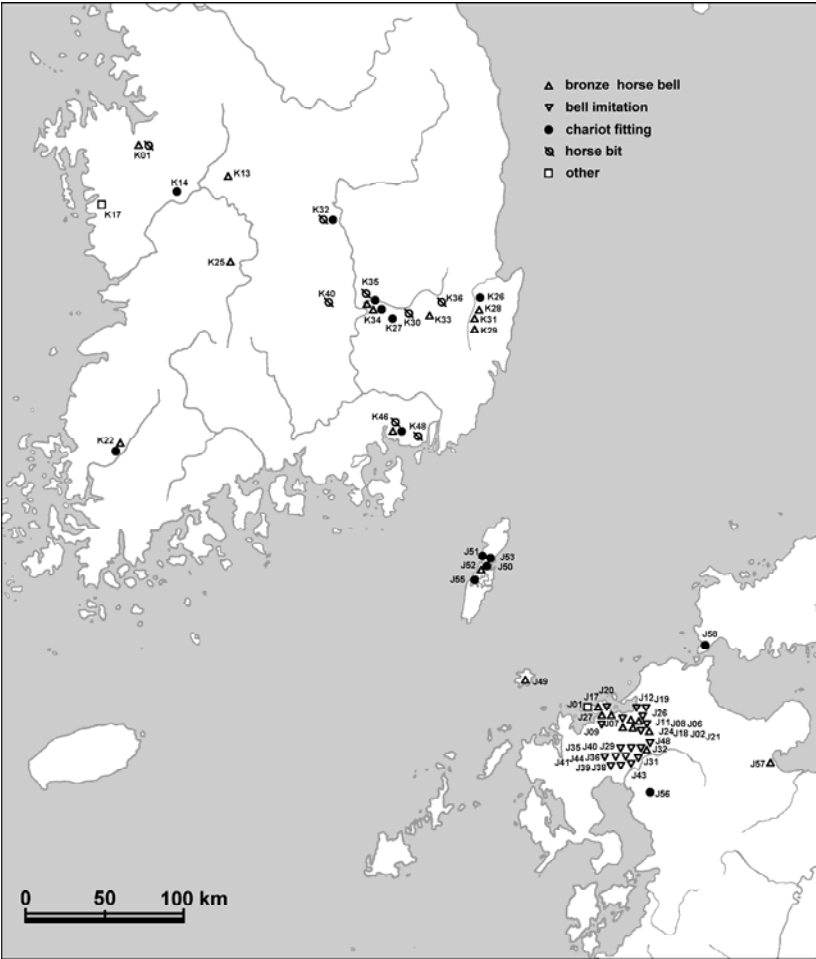 bronze horse bell
bell imitation
chariot fitting
horse bit
other
K01
K14
K13
K17
K32
K25
K35
K40
K36
K26
K28
K34
K27
K30
K33
K31
K29
K46
K48
K22
J51
J53
J52
J50
J55
J58
J49
J20
J17
J12 J19
J01
J27
J07
J26
J11 J08 J06
J09
J24 J18 J02 J21
J48
J35 J40 J29
J32
J41 J44 J36
J31
J57
J39 J38
J43
J56
0 50 100 km